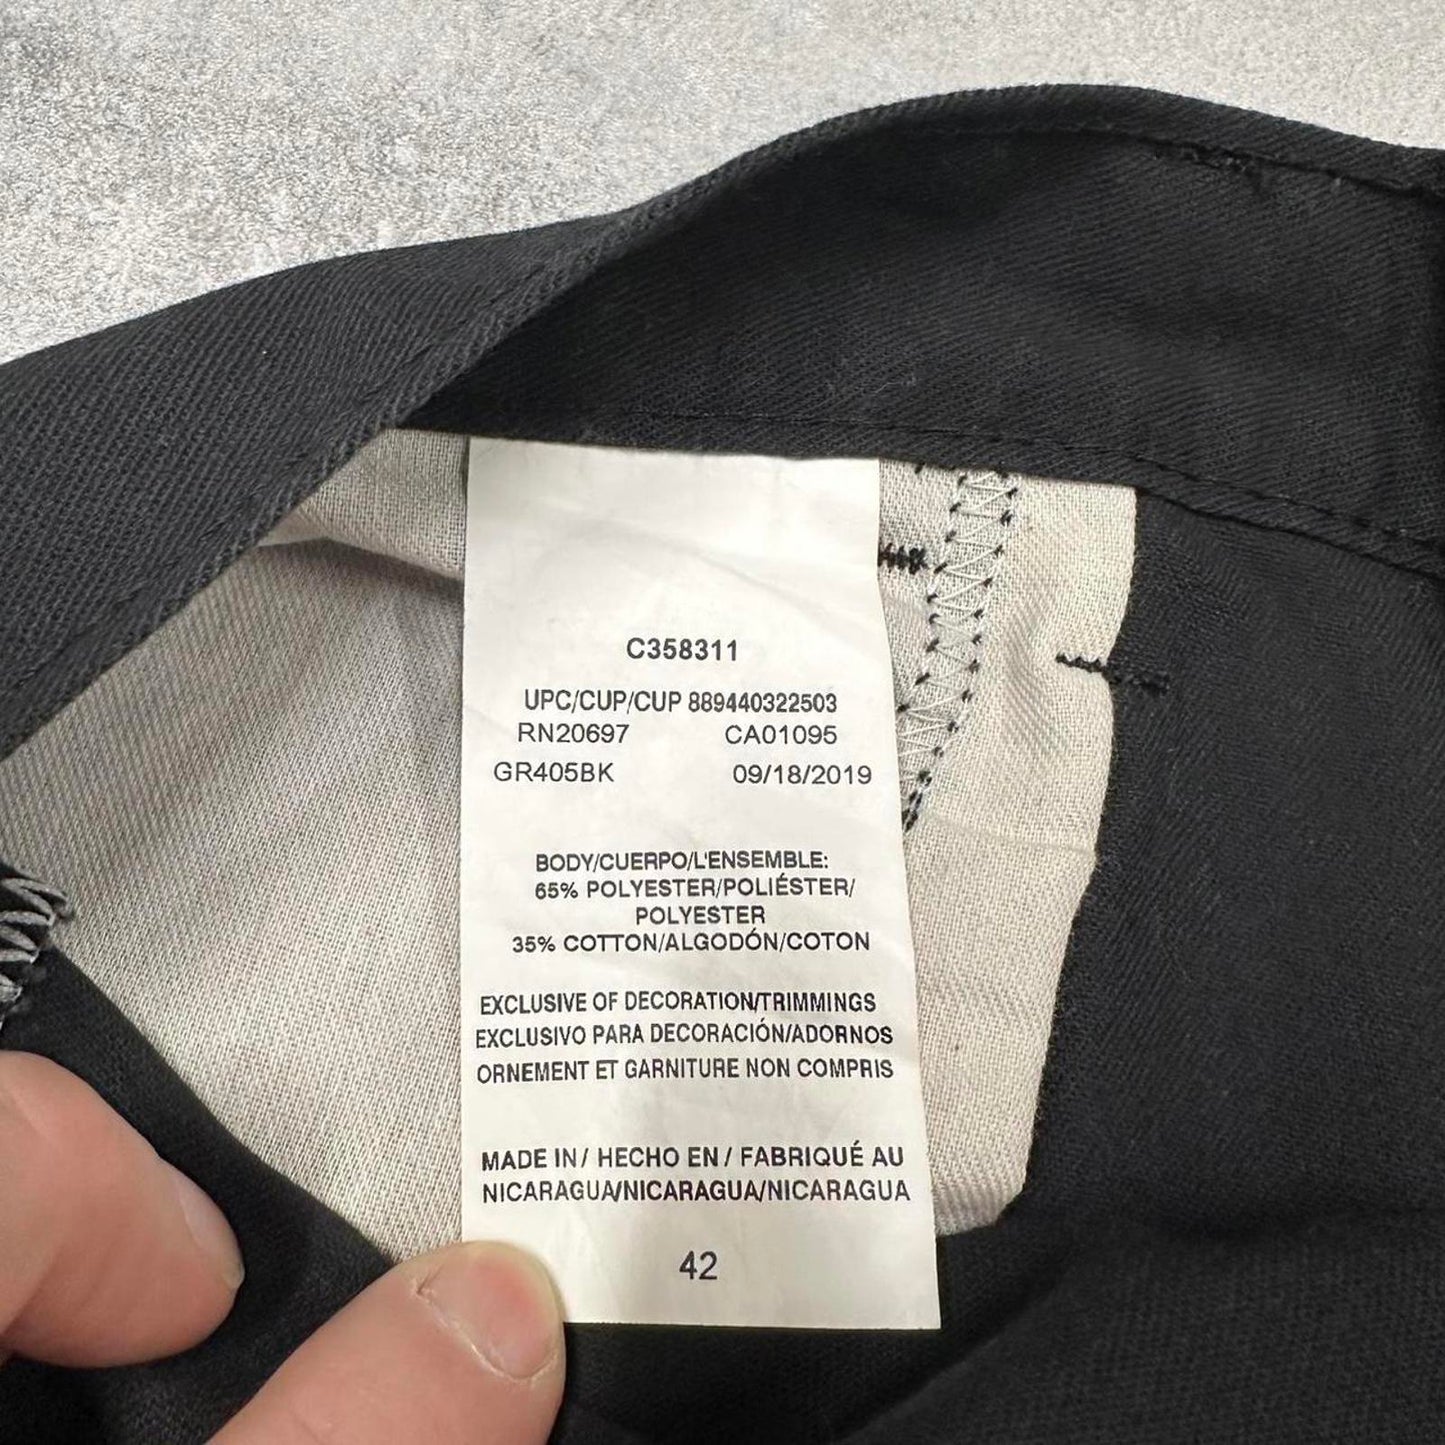 C358311
UPC/CUP/CUP 889440322503
RN20697 CA01095
GR405BK 09/18/2019
BODY/CUERPO/L'ENSEMBLE:
65% POLYESTER/POLIÉSTER/
POLYESTER
35% COTTON/ALGODÓN/COTON
EXCLUSIVE OF DECORATION/TRIMMINGS
EXCLUSIVO PARA DECORACIÓN/ADORNOS
ORNEMENT ET GARNITURE NON COMPRIS
MADE IN/ HECHO EN/ FABRIQUÉ AU
NICARAGUA/NICARAGUA/NICARAGUA
42